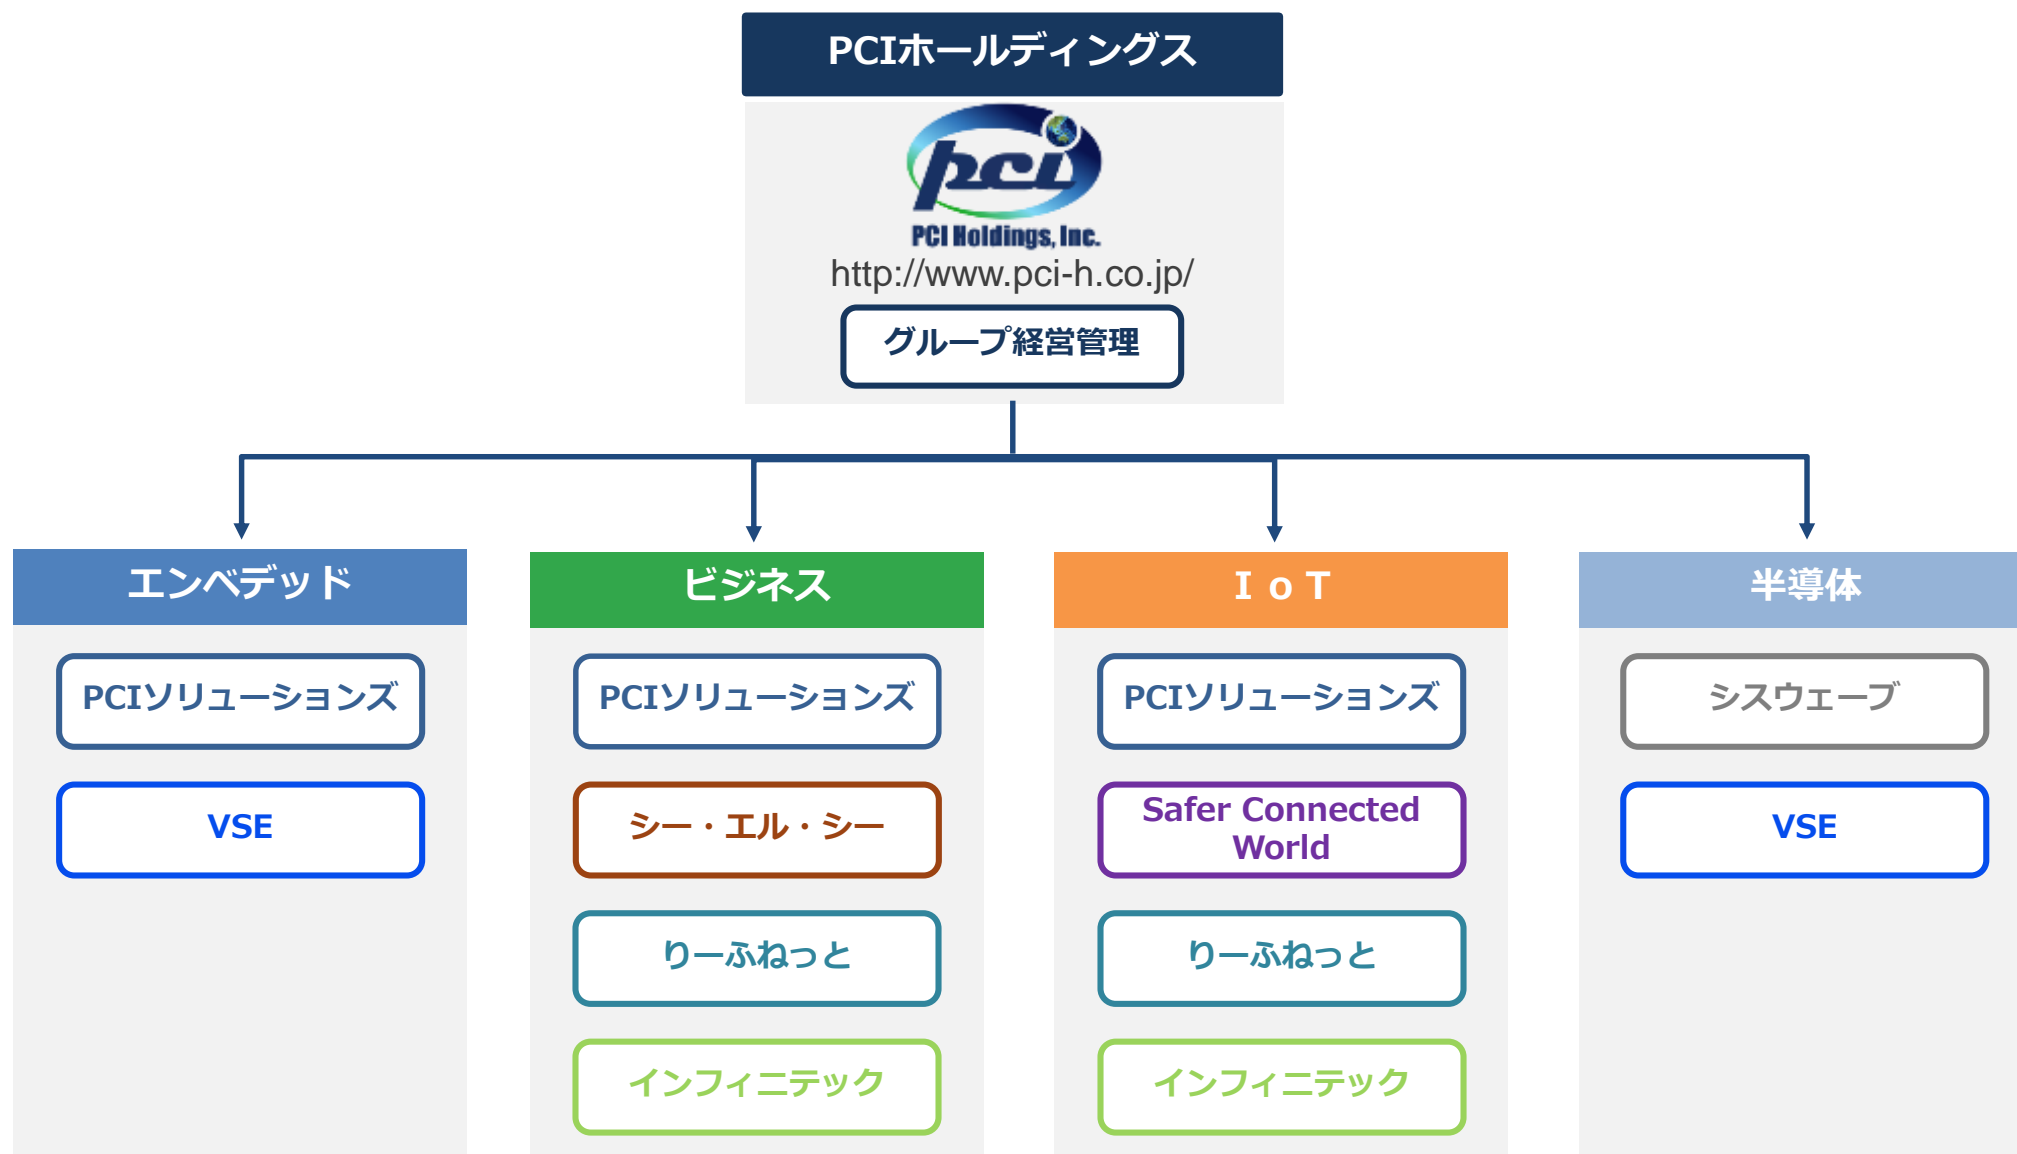 PCIホールディングス
pci
PCI Holdings, Inc.
http://www.pci-h.co.jp/
グループ経営管理
エンベデッド
PCIソリューションズ
VSE
ビジネス
PCIソリューションズ
シー・エル・シー
りーふねっと
インフィニテック
ＩｏＴ
PCIソリューションズ
Safer Connected
World
りーふねっと
インフィニテック
半導体
シスウェーブ
VSE